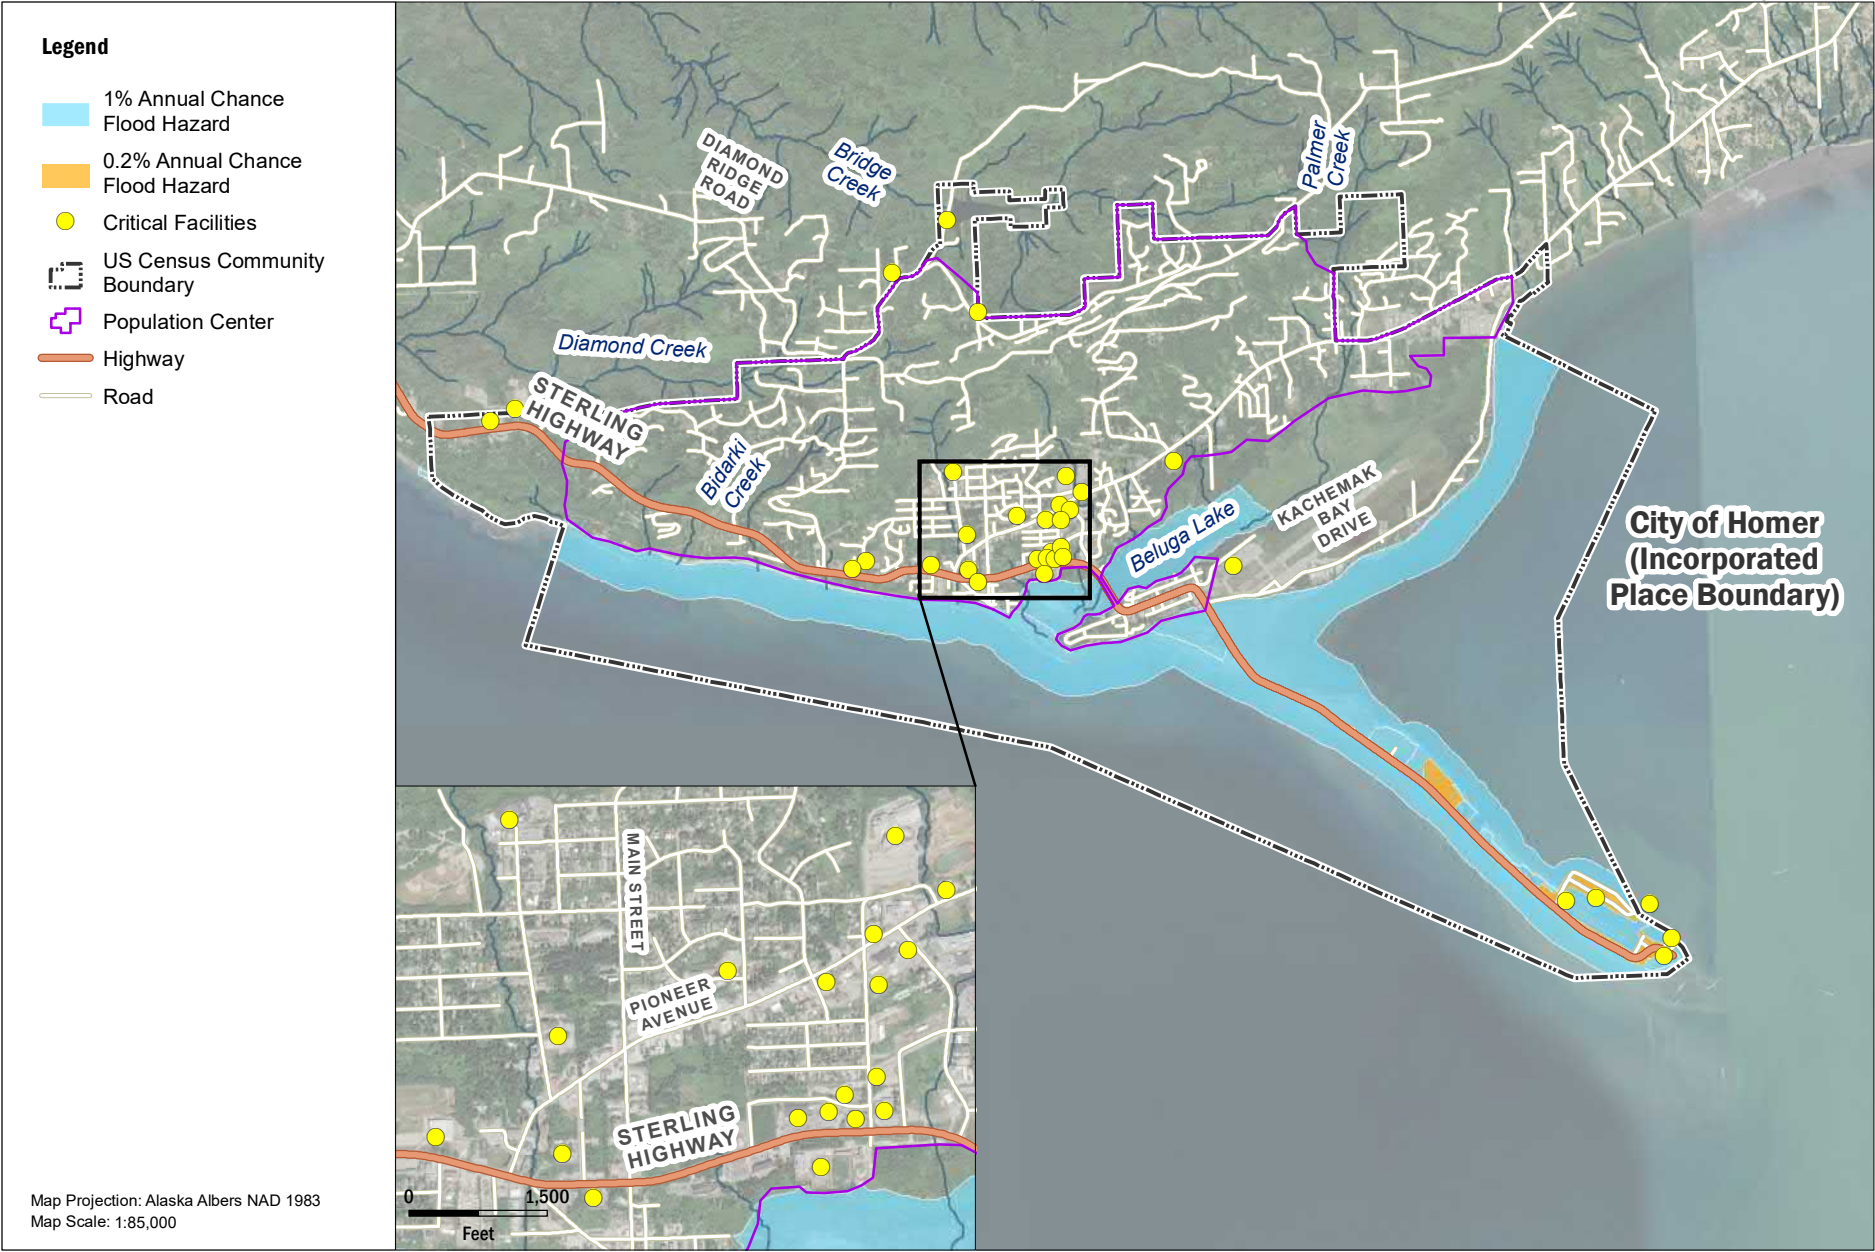 Legend
1% Annual Chance
Flood Hazard
0.2% Annual Chance
Flood Hazard
Critical Facilities
US Census Community
Boundary
Population Center
Highway
Road
Map Projection: Alaska Albers NAD 1983
Map Scale: 1:85,000
DIAMOND
RIDGE
ROAD
Bridge
Creek
Palmer
Creek
Diamond Creek
STERLING
HIGHWAY
Bidarki
Creek
Beluga Lake
KACHEMAK
BAY
DRIVE
City of Homer
(Incorporated
Place Boundary)
MAIN STREET
PIONEER
AVENUE
STERLING
HIGHWAY
0 1,500
Feet